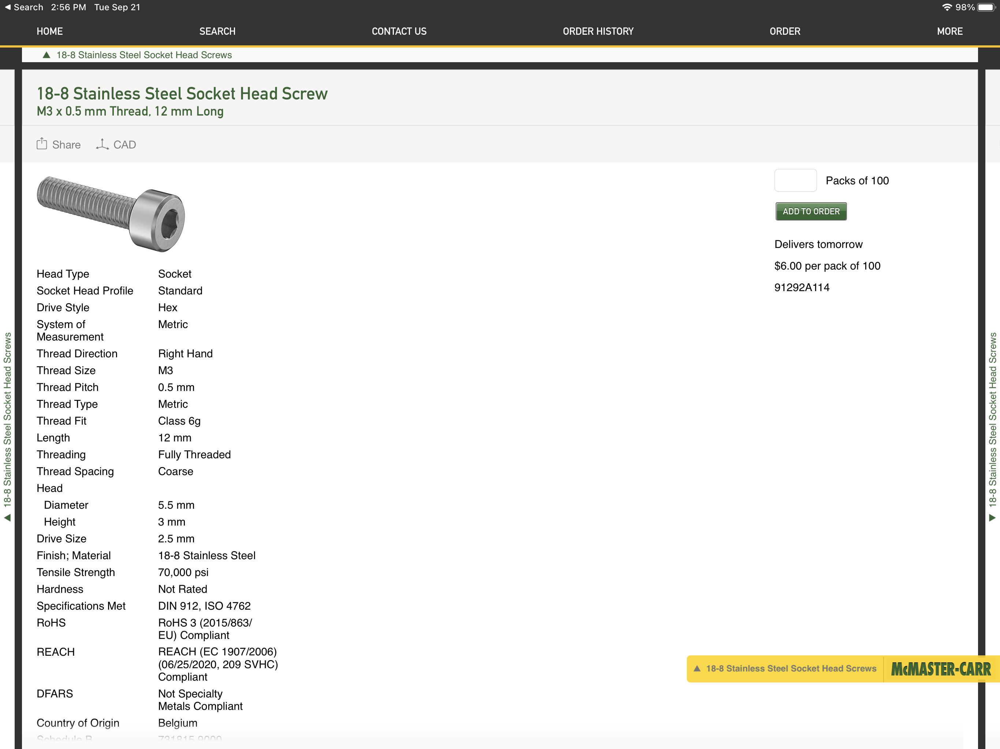 Search 2:56 PM Tue Sep 21 98%
HOME SEARCH CONTACT US ORDER HISTORY ORDER MORE
18-8 Stainless Steel Socket Head Screws
18-8 Stainless Steel Socket Head Screw
M3 x 0.5 mm Thread, 12 mm Long
Share CAD
Packs of 100
ADD TO ORDER
Delivers tomorrow
$6.00 per pack of 100
91292A114
Head Type Socket
Socket Head Profile Standard
Drive Style Hex
System of Metric
Measurement
Thread Direction Right Hand
Thread Size M3
Thread Pitch 0.5 mm
Thread Type Metric
Thread Fit Class 6g
Length 12 mm
Threading Fully Threaded
Thread Spacing Coarse
Head
Diameter 5.5 mm
Height 3 mm
Drive Size 2.5 mm
Finish; Material 18-8 Stainless Steel
Tensile Strength 70,000 psi
Hardness Not Rated
Specifications Met DIN 912, ISO 4762
RoHS RoHS 3 (2015/863/
EU) Compliant
REACH REACH (EC 1907/2006)
(06/25/2020, 209 SVHC)
Compliant
DFARS Not Specialty
Metals Compliant
Country of Origin Belgium
Schedule B 731815.9000
18-8 Stainless Steel Socket Head Screws
18-8 Stainless Steel Socket Head Screws
18-8 Stainless Steel Socket Head Screws McMASTER-CARR